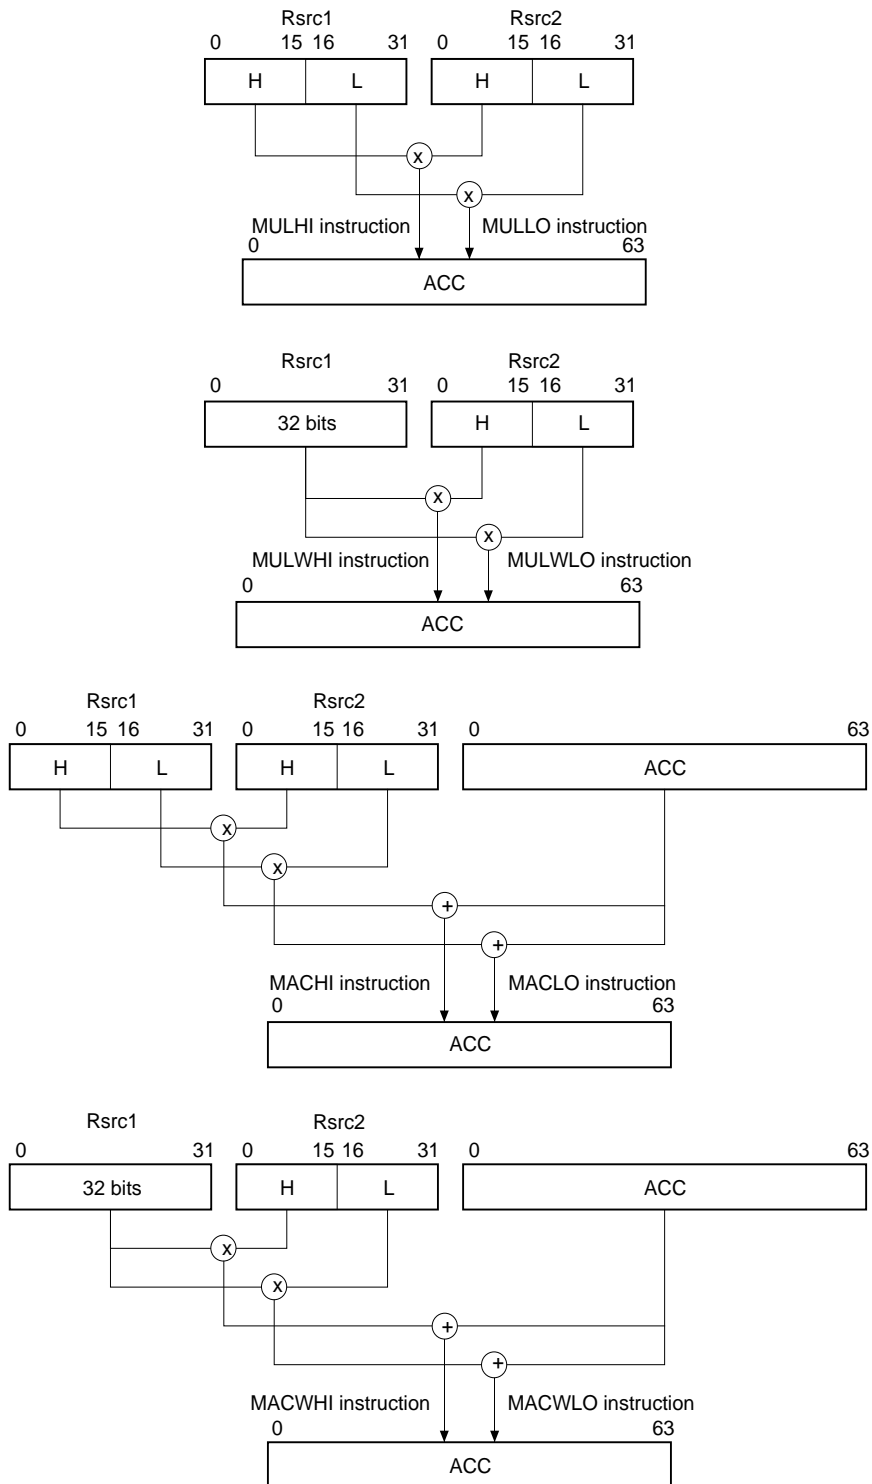 Rsrc1 Rsrc2
0 15 16 31 0 15 16 31
H L H L
x
x
MULHI instruction MULLO instruction
0 63
ACC
Rsrc1 Rsrc2
0 31 0 15 16 31
32 bits H L
x
x
MULWHI instruction MULWLO instruction
0 63
ACC
Rsrc1 Rsrc2
0 15 16 31 0 15 16 31 0 63
H L H L ACC
x
x
+
+
MACHI instruction MACLO instruction
0 63
ACC
Rsrc1 Rsrc2
0 31 0 15 16 31 0 63
32 bits H L ACC
x
x
+
+
MACWHI instruction MACWLO instruction
0 63
ACC